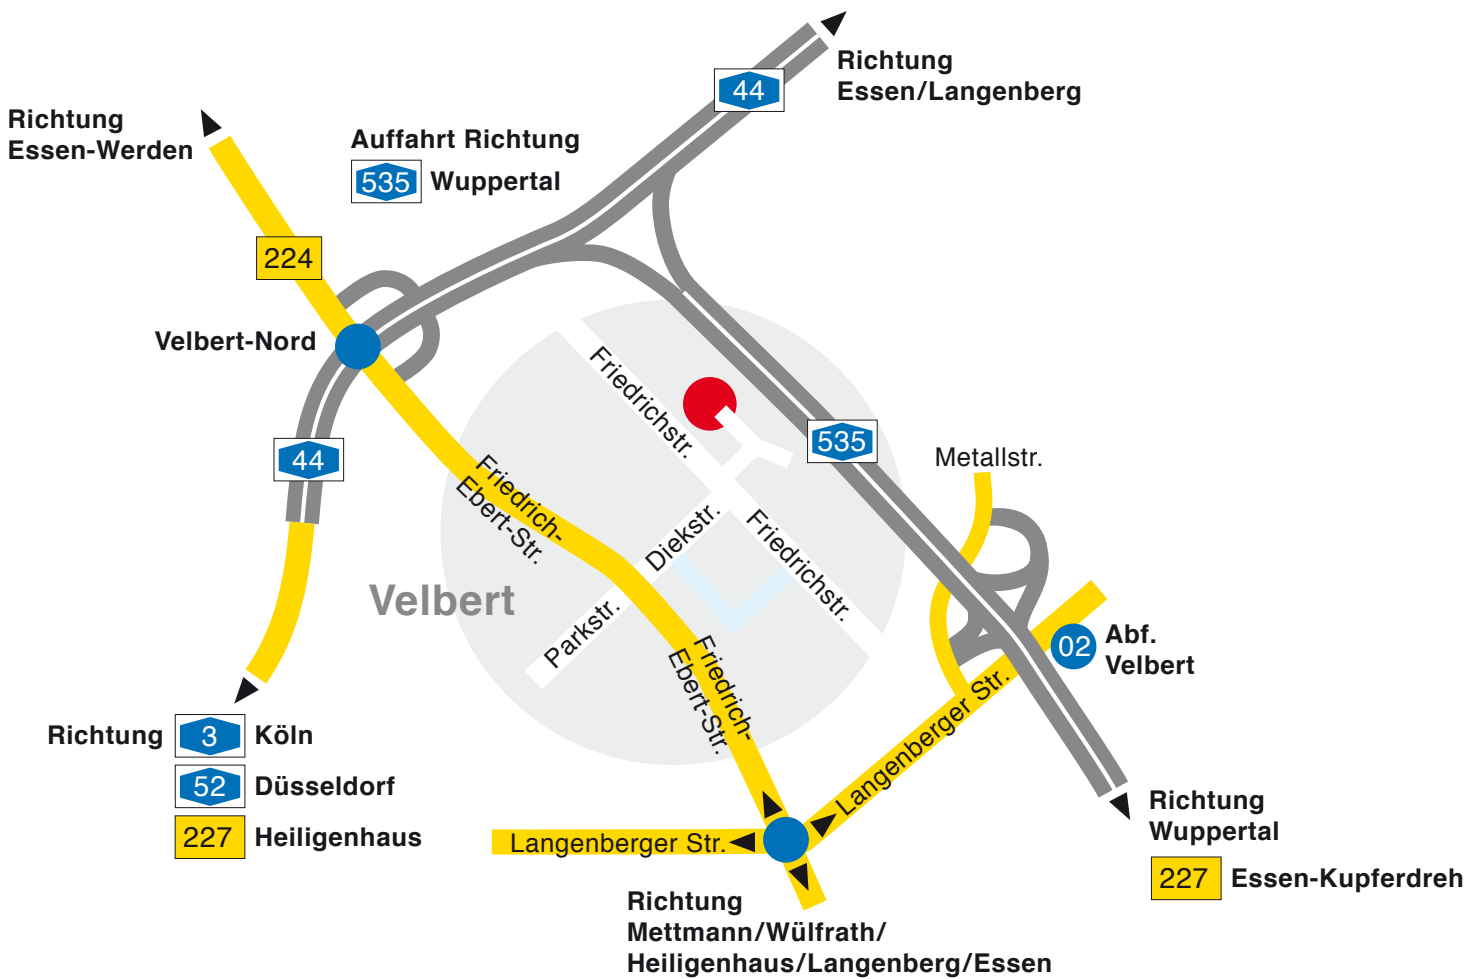 Richtung
Essen/Langenberg
44
Richtung
Essen-Werden
Auffahrt Richtung
535 Wuppertal
224
Velbert-Nord
Friedrichstr.
535
44
Metallstr.
Friedrich-
Ebert-Str.
Diekstr.
Friedrichstr.
Velbert
Parkstr.
02
Abf.
Velbert
Friedrich-
Ebert-Str.
Langenberger Str.
Richtung 3 Köln
52 Düsseldorf
227 Heiligenhaus
Langenberger Str.
Richtung
Wuppertal
227 Essen-Kupferdreh
Richtung
Mettmann/Wülfrath/
Heiligenhaus/Langenberg/Essen